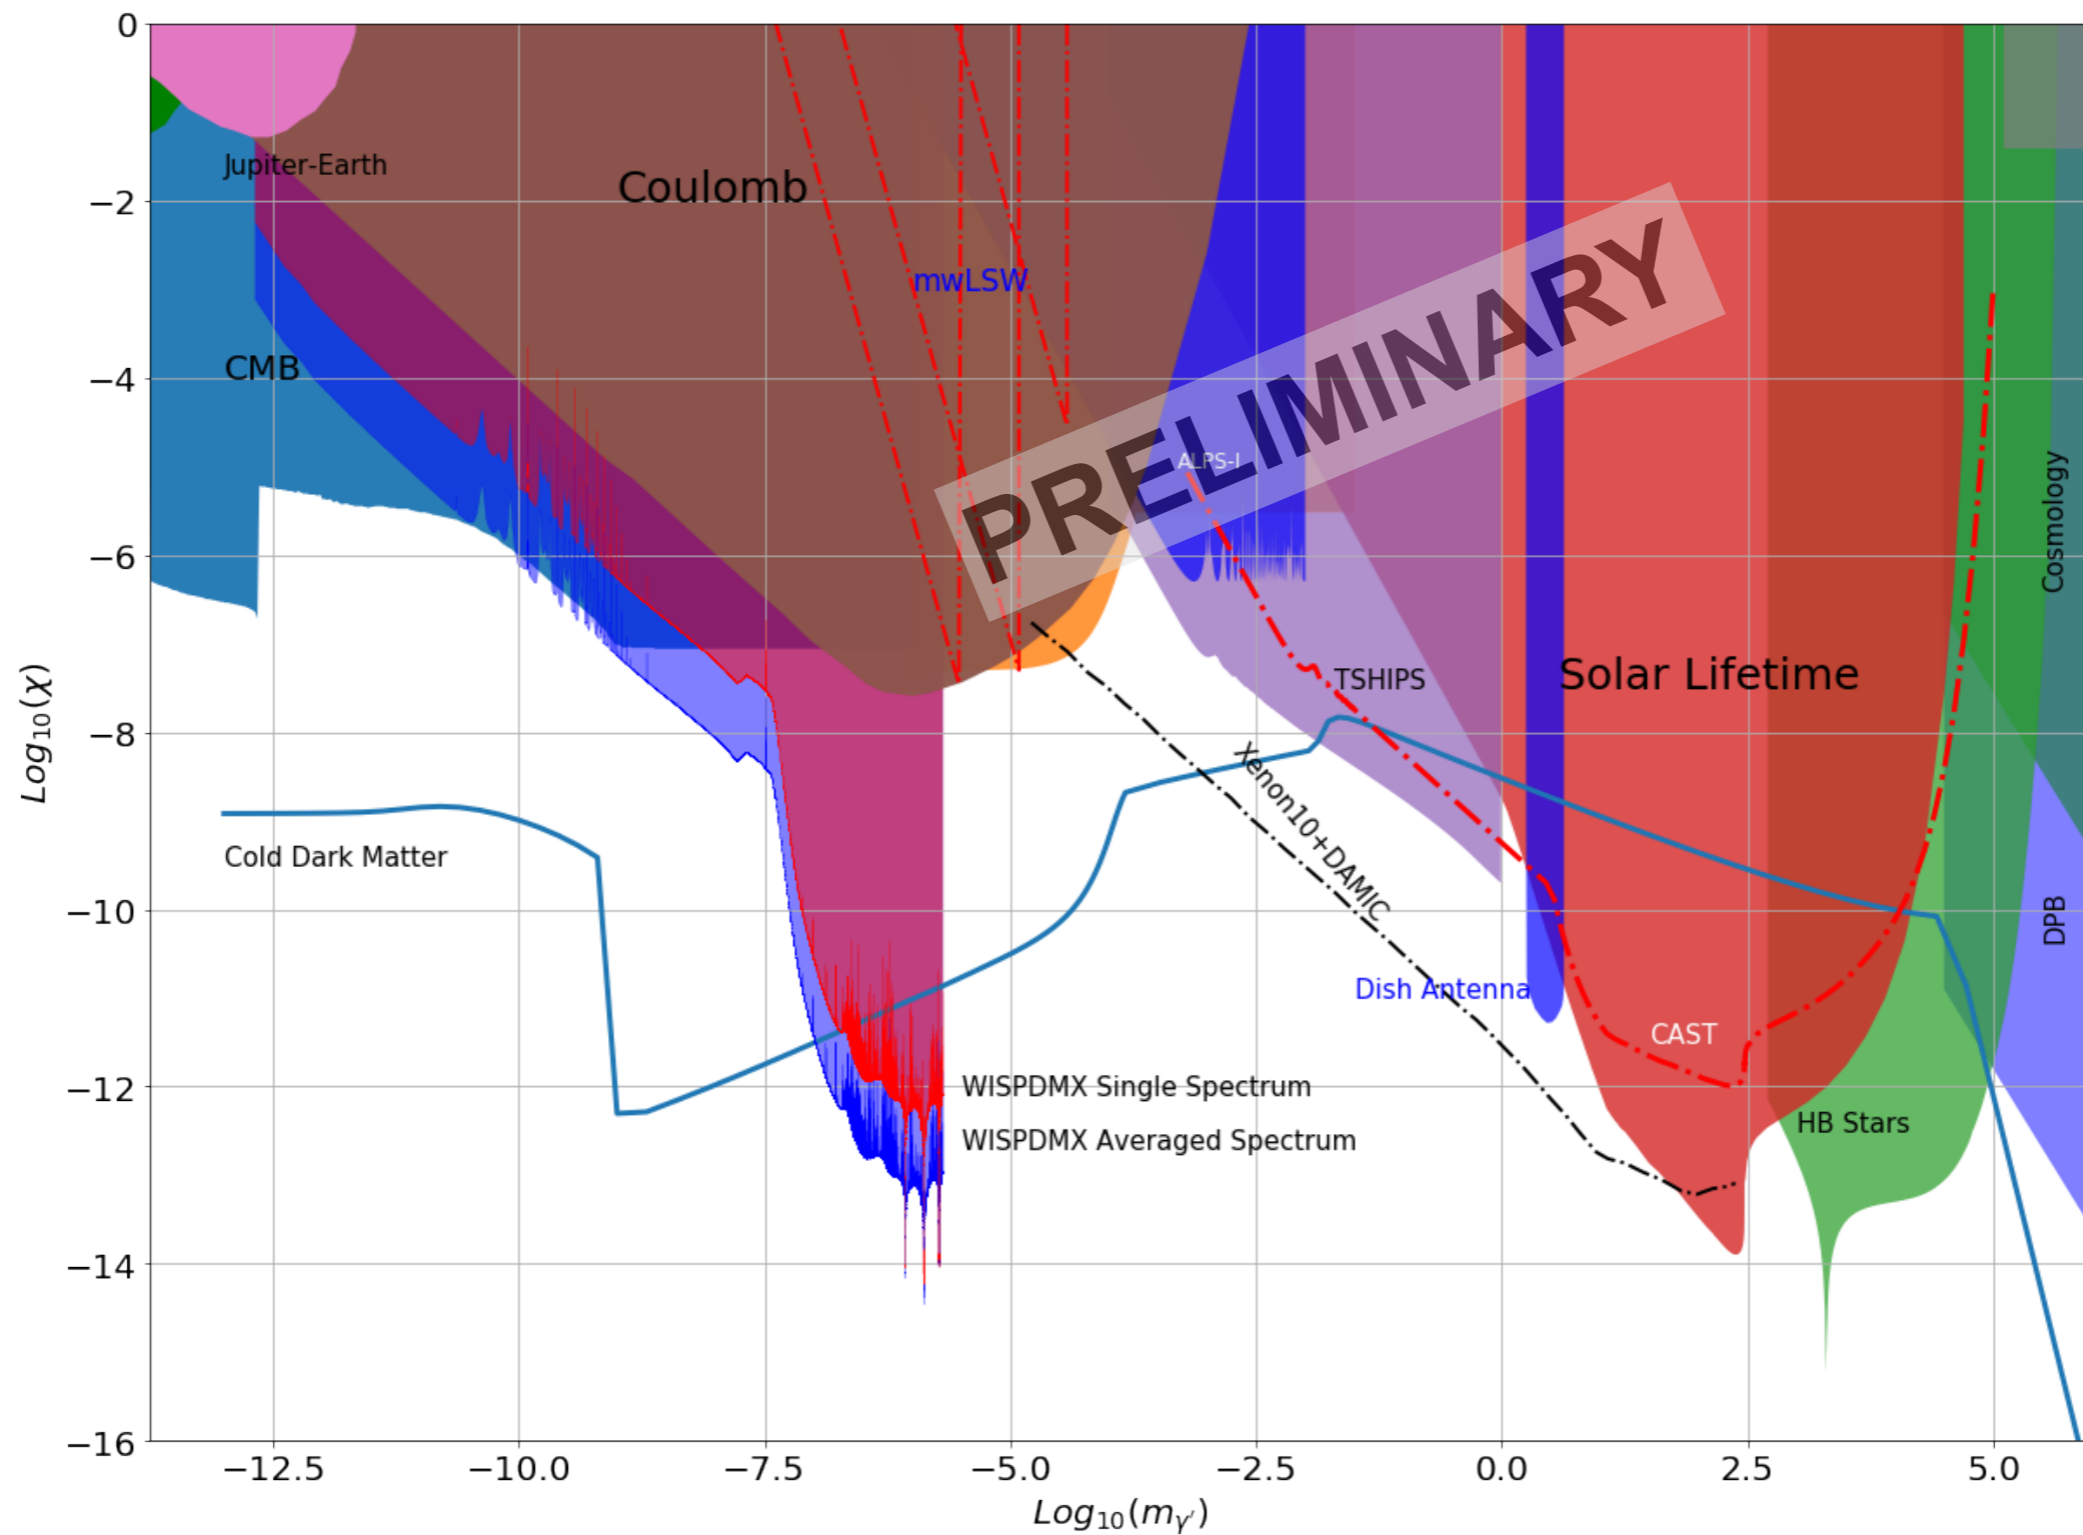 0
−2
−4
−6
−8
−10
−12
−14
−16
Log₁₀(χ)
Jupiter-Earth
Coulomb
mwLSW
CMB
PRELIMINARY
ALPS-I
Cosmology
TSHIPS
Solar Lifetime
Xenon10+DAMIC
Cold Dark Matter
DPB
Dish Antenna
CAST
WISPDMX Single Spectrum
HB Stars
WISPDMX Averaged Spectrum
−12.5
−10.0
−7.5
−5.0
−2.5
0.0
2.5
5.0
Log₁₀(mᵧ′)